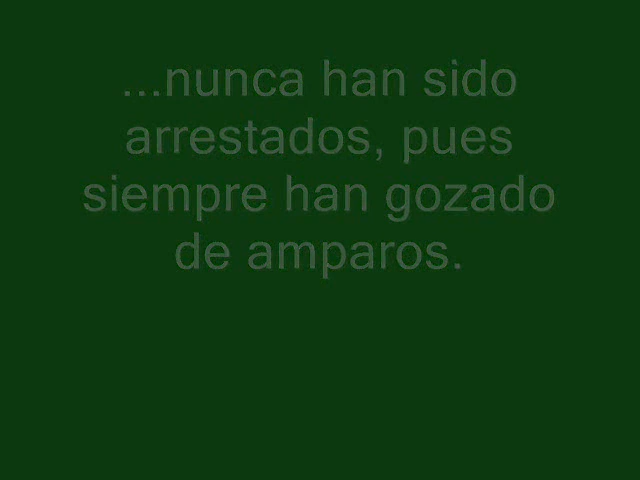 ...nunca han sido
arrestados, pues
siempre han gozado
de amparos.